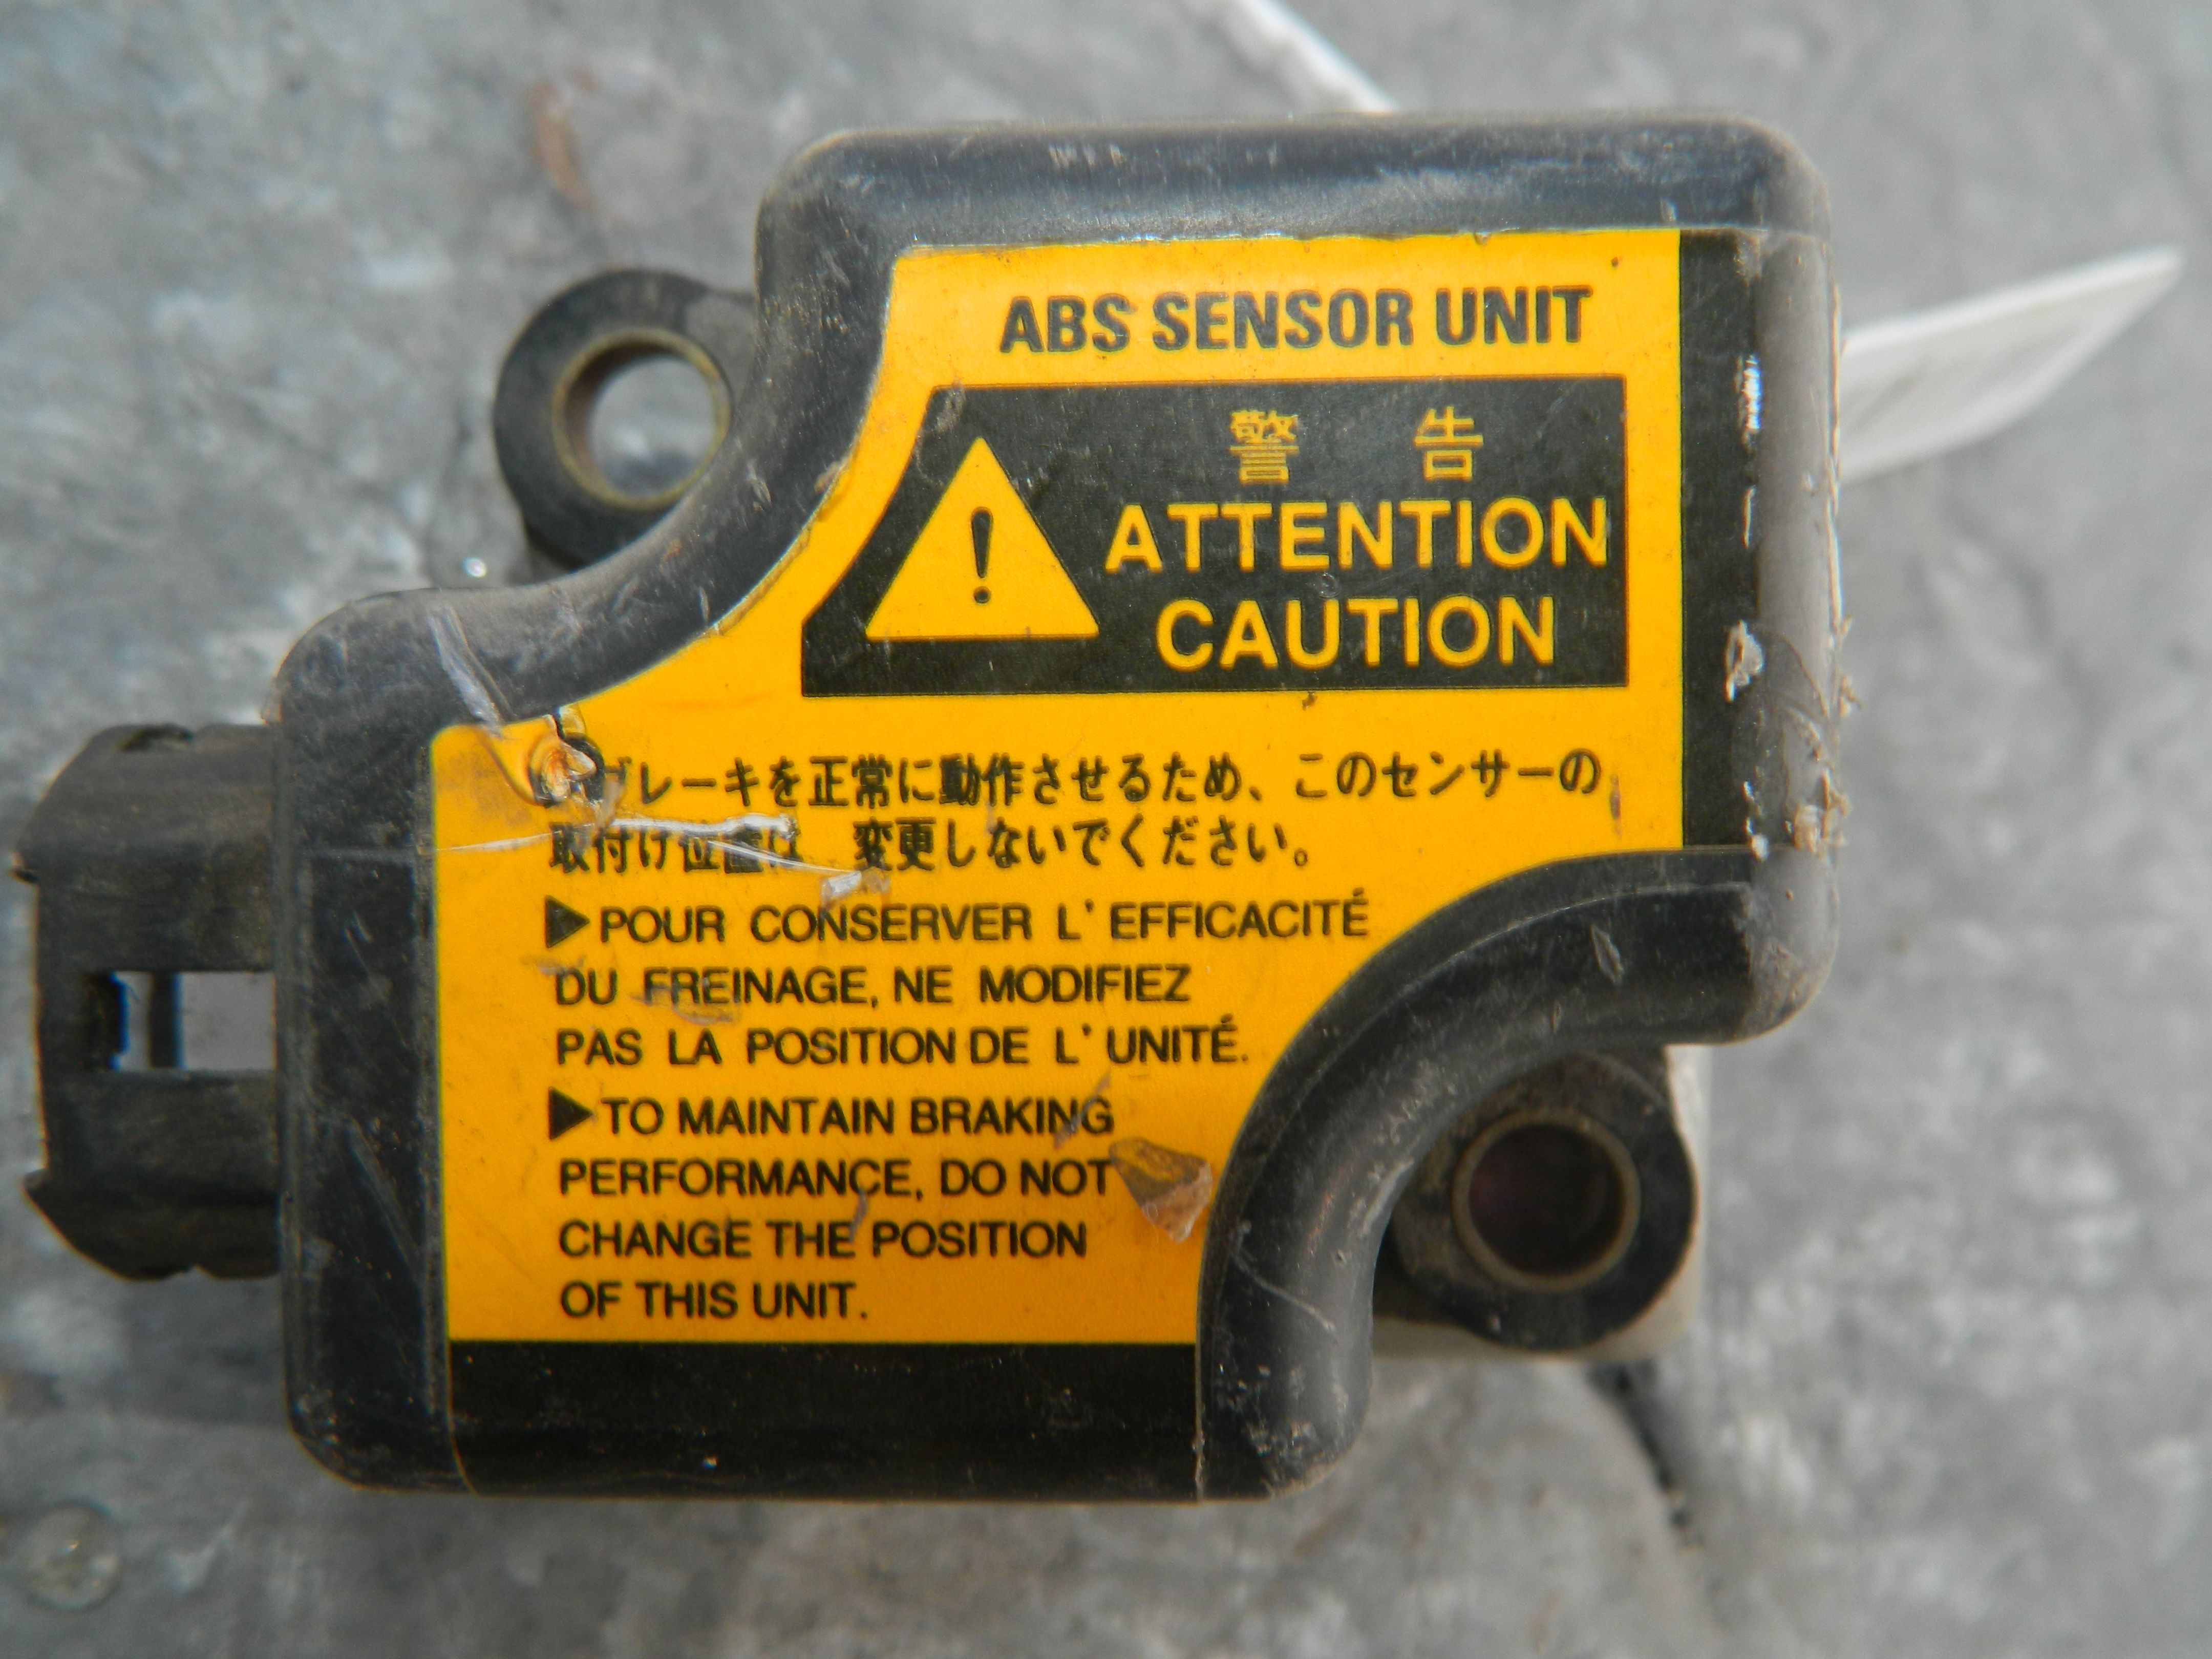 ABS SENSOR UNIT
警 告
! ATTENTION
CAUTION
ブレーキを正常に動作させるため、このセンサーの
取付け位置は 変更しないでください。
▶POUR CONSERVER L' EFFICACITÉ
DU FREINAGE, NE MODIFIEZ
PAS LA POSITION DE L' UNITÉ.
▶TO MAINTAIN BRAKING
PERFORMANCE, DO NOT
CHANGE THE POSITION
OF THIS UNIT.